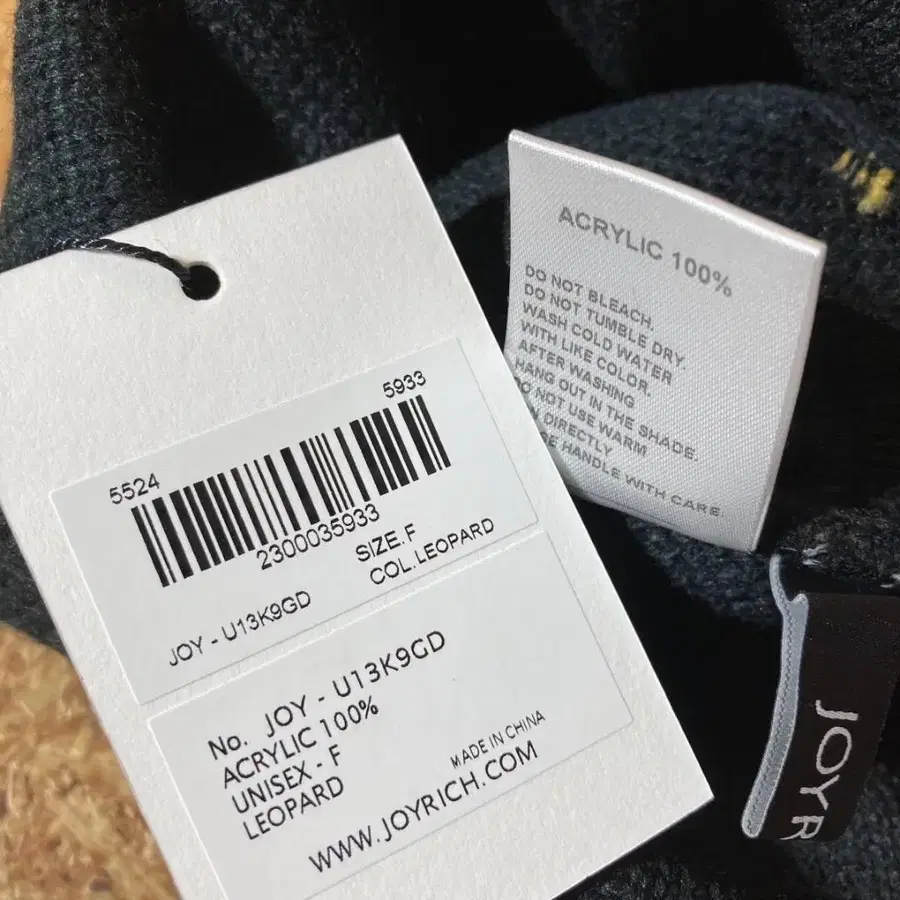 5933
5524
2300035933
SIZE.F
COL.LEOPARD
JOY - U13K9GD
No. JOY - U13K9GD
ACRYLIC 100%
UNISEX - F
LEOPARD
MADE IN CHINA
WWW.JOYRICH.COM
ACRYLIC 100%
DO NOT BLEACH.
DO NOT TUMBLE DRY.
WASH COLD WATER
WITH LIKE COLOR.
AFTER WASHING
HANG OUT IN THE SHADE.
NOT USE WARM
DIRECTLY
HANDLE WITH CARE.
JOYR